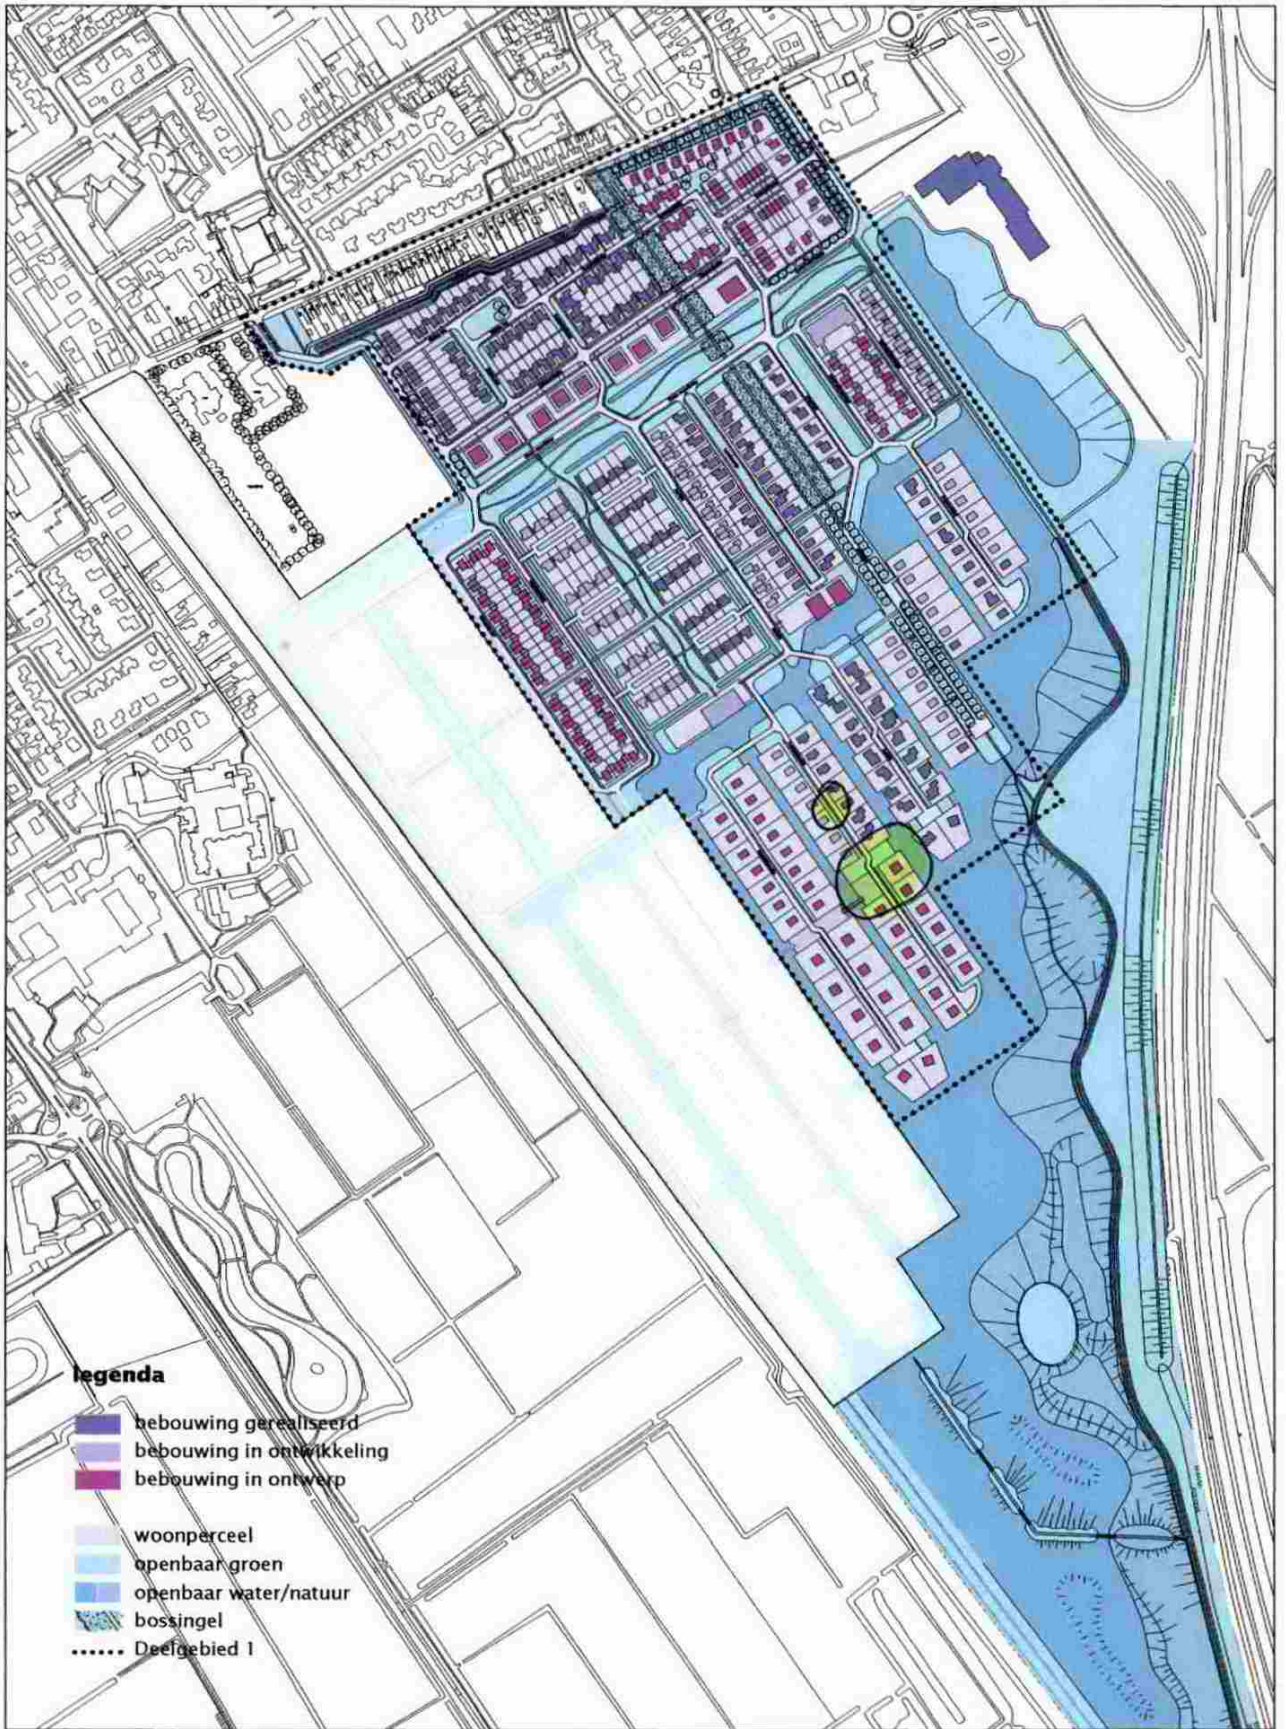 legenda
bebouwing gerealiseerd
bebouwing in ontwikkeling
bebouwing in ontwerp
woonperceel
openbaar groen
openbaar water/natuur
bossingel
Deelgebied 1